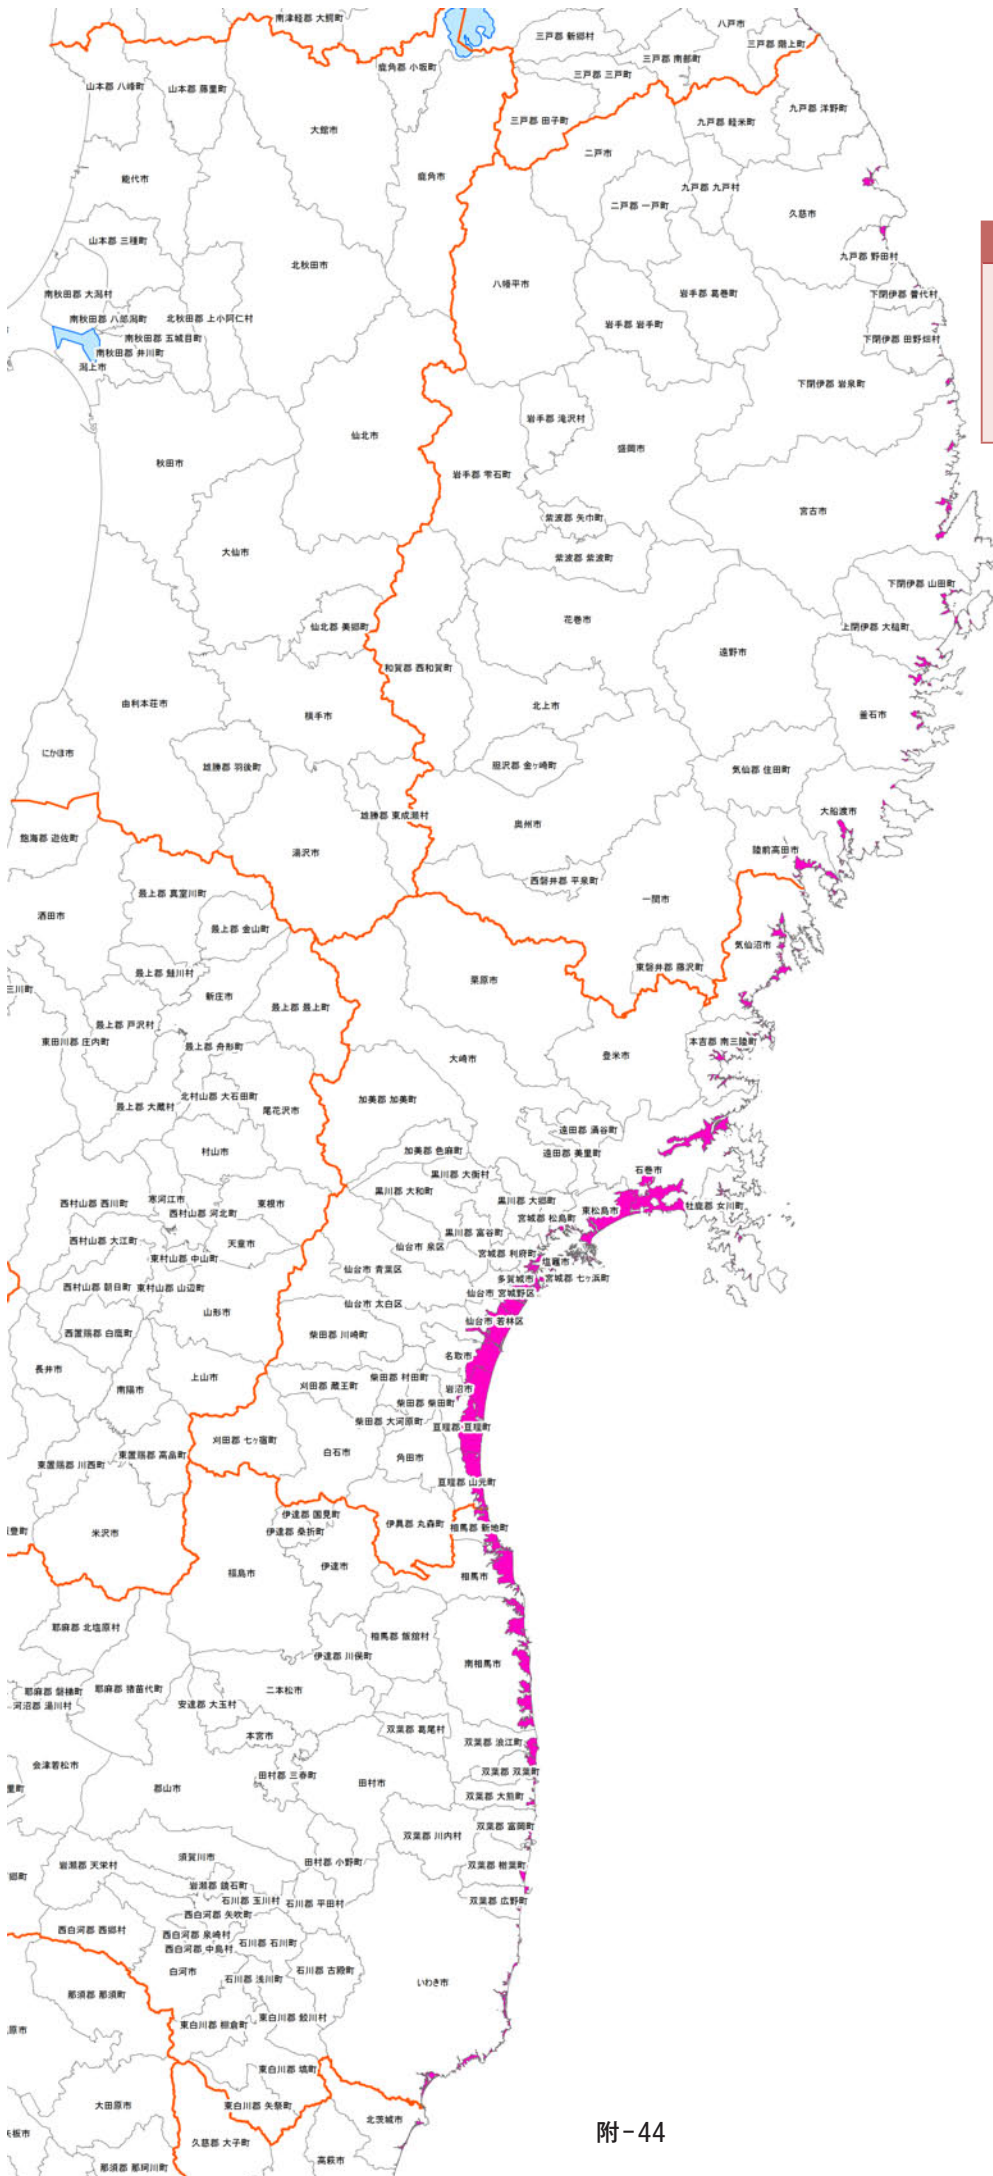 南津軽郡 大鰐町
八戸市
三戸郡 新郷村
三戸郡 階上町
三戸郡 南部町
鹿角郡 小坂町
三戸郡 三戸町
山本郡 八峰町
山本郡 藤里町
九戸郡 洋野町
三戸郡 田子町
九戸郡 軽米町
大館市
二戸市
鹿角市
能代市
九戸郡 九戸村
二戸郡 一戸町
久慈市
山本郡 三種町
九戸郡 野田村
北秋田市
八幡平市
岩手郡 葛巻町
南秋田郡 大潟村
下閉伊郡 普代村
南秋田郡 八郎潟町
北秋田郡 上小阿仁村
岩手郡 岩手町
南秋田郡 五城目町
下閉伊郡 田野畑村
南秋田郡 井川町
潟上市
下閉伊郡 岩泉町
岩手郡 滝沢村
仙北市
盛岡市
秋田市
岩手郡 雫石町
宮古市
紫波郡 矢巾町
大仙市
紫波郡 紫波町
下閉伊郡 山田町
花巻市
仙北郡 美郷町
上閉伊郡 大槌町
遠野市
和賀郡 西和賀町
由利本荘市
北上市
横手市
釜石市
にかほ市
雄勝郡 羽後町
胆沢郡 金ケ崎町
気仙郡 住田町
大船渡市
雄勝郡 東成瀬村
奥州市
飽海郡 遊佐町
湯沢市
陸前高田市
西磐井郡 平泉町
最上郡 真室川町
一関市
酒田市
最上郡 金山町
気仙沼市
東磐井郡 藤沢町
最上郡 鮭川村
栗原市
三川町
新庄市
最上郡 最上町
最上郡 戸沢村
東田川郡 庄内町
最上郡 舟形町
本吉郡 南三陸町
大崎市
登米市
北村山郡 大石田町
加美郡 加美町
最上郡 大蔵村
尾花沢市
遠田郡 涌谷町
村山市
加美郡 色麻町
遠田郡 美里町
石巻市
黒川郡 大衡村
黒川郡 大和町
寒河江市
西村山郡 西川町
東根市
黒川郡 大郷町
牡鹿郡 女川町
西村山郡 河北町
東松島市
宮城郡 松島町
黒川郡 富谷町
西村山郡 大江町
天童市
仙台市 泉区
宮城郡 利府町
東村山郡 中山町
塩竈市
仙台市 青葉区
多賀城市
宮城郡 七ヶ浜町
西村山郡 朝日町
東村山郡 山辺町
仙台市 宮城野区
仙台市 太白区
山形市
仙台市 若林区
西置賜郡 白鷹町
柴田郡 川崎町
名取市
長井市
上山市
柴田郡 村田町
刈田郡 蔵王町
岩沼市
南陽市
柴田郡 柴田町
柴田郡 大河原町
亘理郡 亘理町
刈田郡 七ヶ宿町
白石市
東置賜郡 高畠町
角田市
東置賜郡 川西町
亘理郡 山元町
伊達郡 国見町
伊具郡 丸森町
相馬郡 新地町
豊町
米沢市
伊達郡 桑折町
伊達市
福島市
相馬市
耶麻郡 北塩原村
相馬郡 飯舘村
伊達郡 川俣町
南相馬市
耶麻郡 猪苗代町
二本松市
耶麻郡 磐梯町
安達郡 大玉村
河沼郡 湯川村
双葉郡 葛尾村
本宮市
双葉郡 浪江町
会津若松市
双葉郡 双葉町
田村郡 三春町
田村市
里町
郡山市
双葉郡 大熊町
双葉郡 富岡町
双葉郡 川内村
須賀川市
田村郡 小野町
岩瀬郡 天栄村
双葉郡 楢葉町
郷町
岩瀬郡 鏡石町
石川郡 玉川村
石川郡 平田村
双葉郡 広野町
西白河郡 矢吹町
西白河郡 西郷村
西白河郡 泉崎村
石川郡 石川町
西白河郡 中島村
白河市
石川郡 古殿町
石川郡 浅川町
いわき市
那須郡 那須町
東白川郡 鮫川村
東白川郡 棚倉町
原市
東白川郡 塙町
大田原市
東白川郡 矢祭町
北茨城市
矢板市
久慈郡 大子町
高萩市
那須郡 那珂川町
附-44